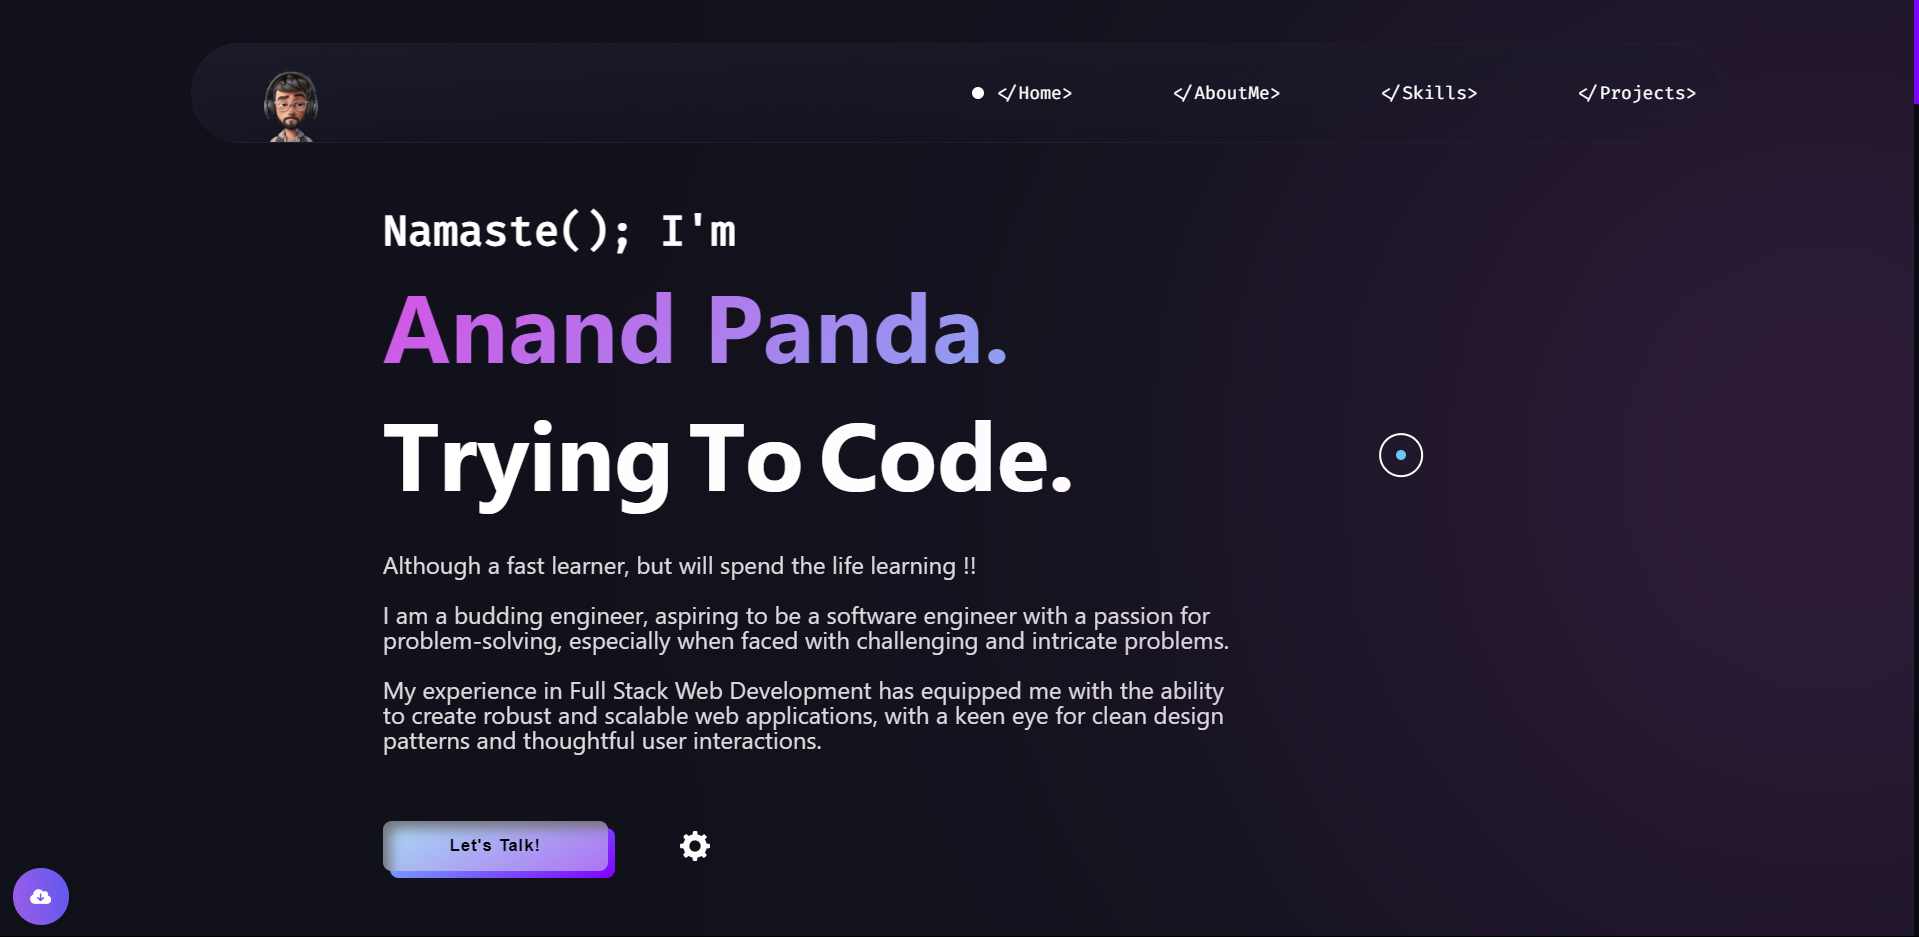 </Home>
</AboutMe>
</Skills>
</Projects>
Namaste(); I'm
Anand Panda.
Trying To Code.
Although a fast learner, but will spend the life learning !!
I am a budding engineer, aspiring to be a software engineer with a passion for
problem-solving, especially when faced with challenging and intricate problems.
My experience in Full Stack Web Development has equipped me with the ability
to create robust and scalable web applications, with a keen eye for clean design
patterns and thoughtful user interactions.
Let's Talk!